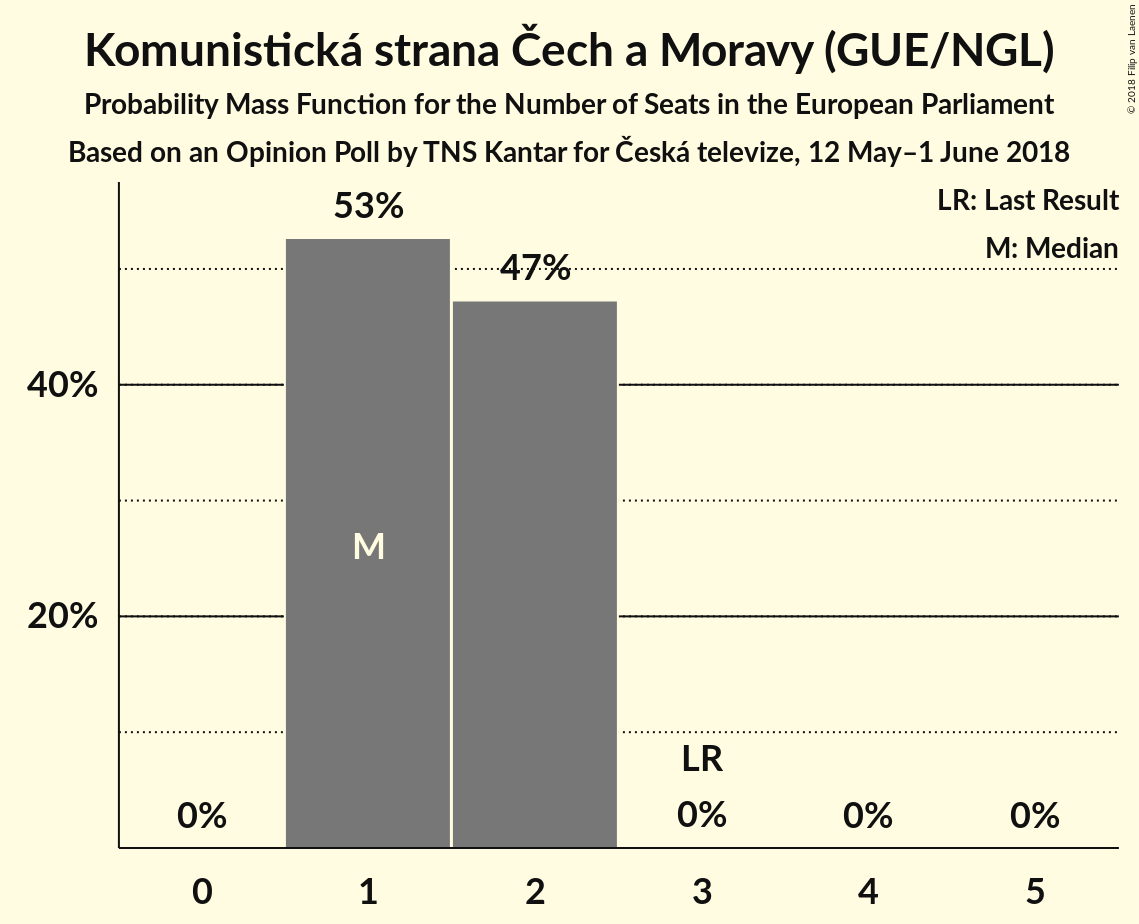 Komunistická strana Čech a Moravy (GUE/NGL)
Probability Mass Function for the Number of Seats in the European Parliament
Based on an Opinion Poll by TNS Kantar for Česká televize, 12 May–1 June 2018
© 2018 Filip van Laenen
LR: Last Result
M: Median
53%
47%
40%
20%
M
LR
0%
0%
0%
0%
0 1 2 3 4 5